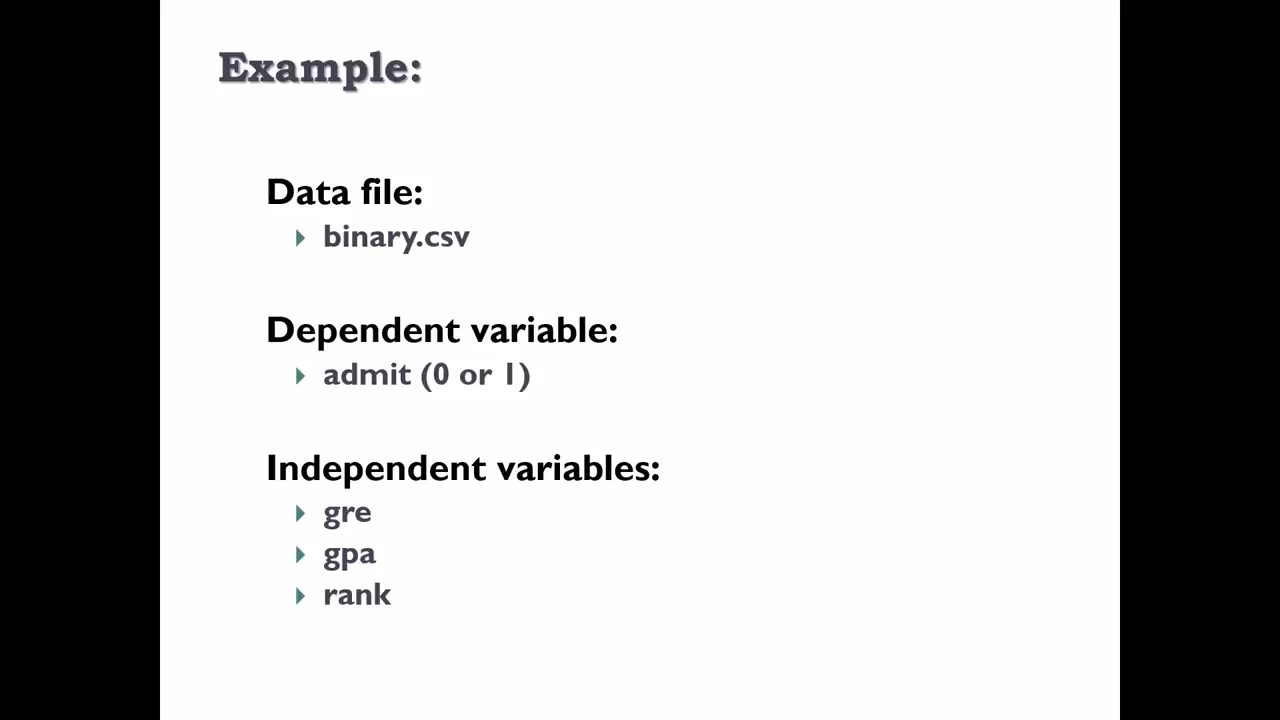 Example:
Data file:
binary.csv
Dependent variable:
admit (0 or 1)
Independent variables:
gre
gpa
rank